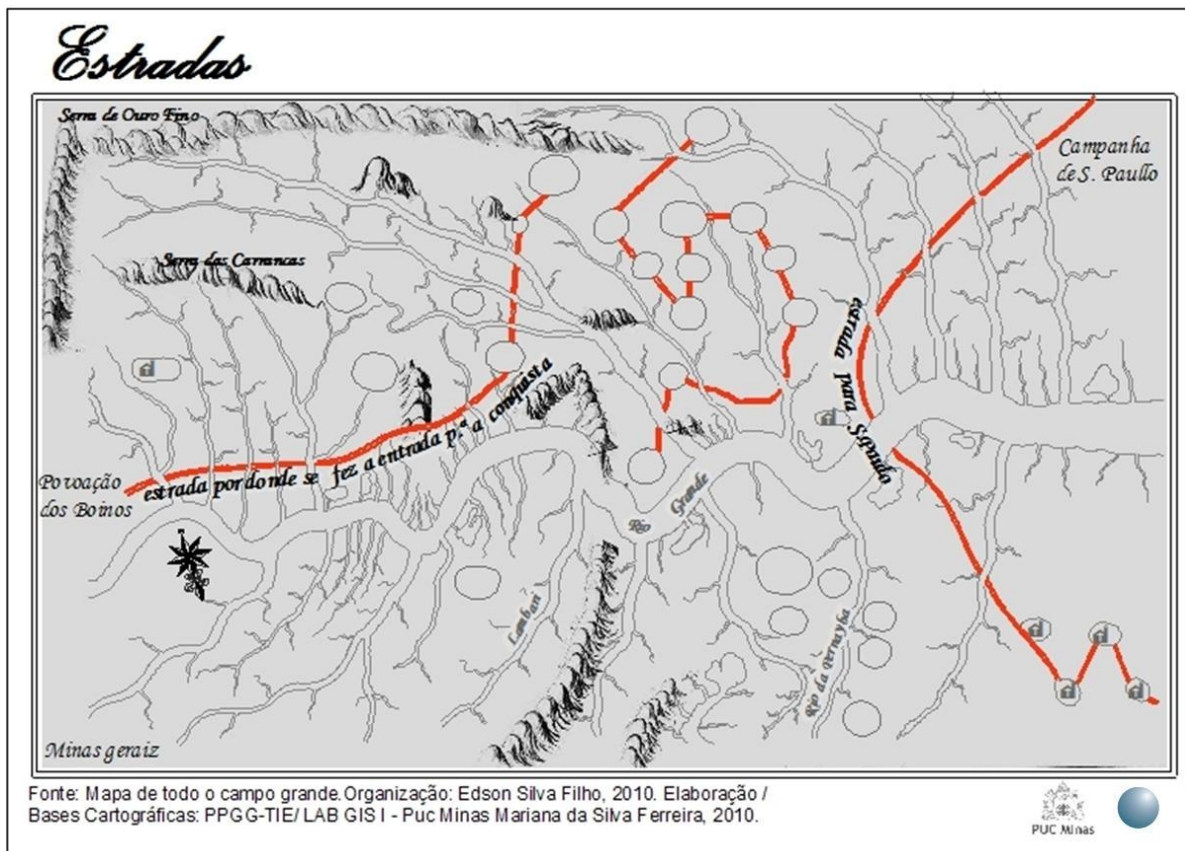 Estradas
Serra de Ouro Fino
Campanha
de S. Paullo
Serra das Carrancas
estrada para S.Paulo
estrada por donde se fez a entrada p.ª a conquista
Povoação
dos Boinos
Rio Grande
Lambari
Rio da Pernayba
Minas geraiz
Fonte: Mapa de todo o campo grande.Organização: Edson Silva Filho, 2010. Elaboração /
Bases Cartográficas: PPGG-TIE/ LAB GIS I - Puc Minas Mariana da Silva Ferreira, 2010.
PUC Minas